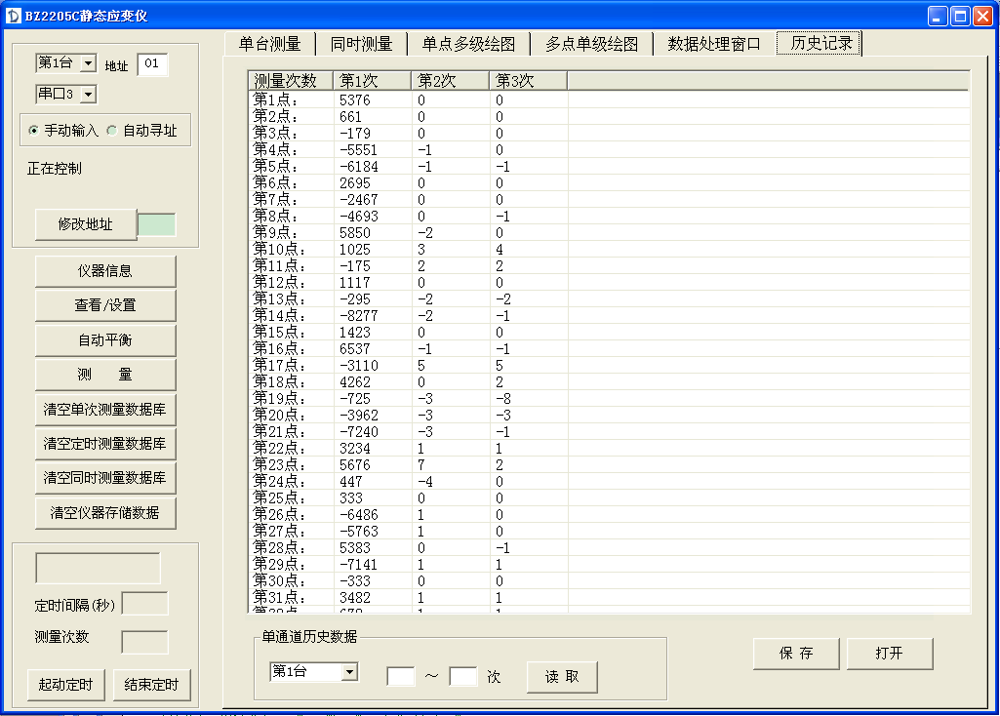 BZ2205C静态应变仪
第1台 地址 01
串口3
手动输入 自动寻址
正在控制
修改地址
仪器信息
查看/设置
自动平衡
测 量
清空单次测量数据库
清空定时测量数据库
清空同时测量数据库
清空仪器存储数据
定时间隔(秒)
测量次数
起动定时 结束定时
单台测量 同时测量 单点多级绘图 多点单级绘图 数据处理窗口 历史记录
测量次数 第1次 第2次 第3次
第1点: 5376 0 0
第2点: 661 0 0
第3点: -179 0 0
第4点: -5551 -1 0
第5点: -6184 -1 -1
第6点: 2695 0 0
第7点: -2467 0 0
第8点: -4693 0 -1
第9点: 5850 -2 0
第10点: 1025 3 4
第11点: -175 2 2
第12点: 1117 0 0
第13点: -295 -2 -2
第14点: -8277 -2 -1
第15点: 1423 0 0
第16点: 6537 -1 -1
第17点: -3110 5 5
第18点: 4262 0 2
第19点: -725 -3 -8
第20点: -3962 -3 -3
第21点: -7240 -3 -1
第22点: 3234 1 1
第23点: 5676 7 2
第24点: 447 -4 0
第25点: 333 0 0
第26点: -6486 1 0
第27点: -5763 1 0
第28点: 5383 0 -1
第29点: -7141 1 1
第30点: -333 0 0
第31点: 3482 1 1
单通道历史数据
第1台 ~ 次 读 取
保 存 打开